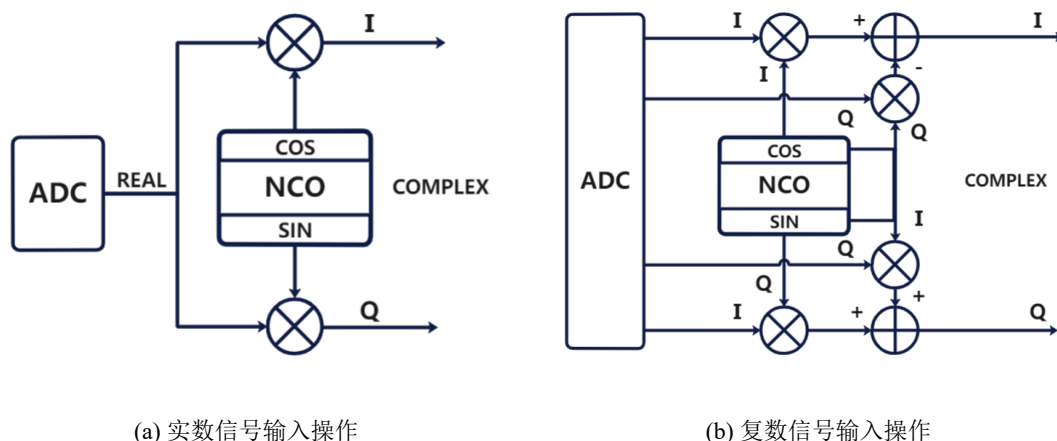 I
COS
ADC
REAL
NCO
COMPLEX
SIN
Q
(a) 实数信号输入操作
I
+
I
I
-
Q
Q
COS
ADC
NCO
COMPLEX
SIN
I
Q
Q
+
I
+
Q
(b) 复数信号输入操作